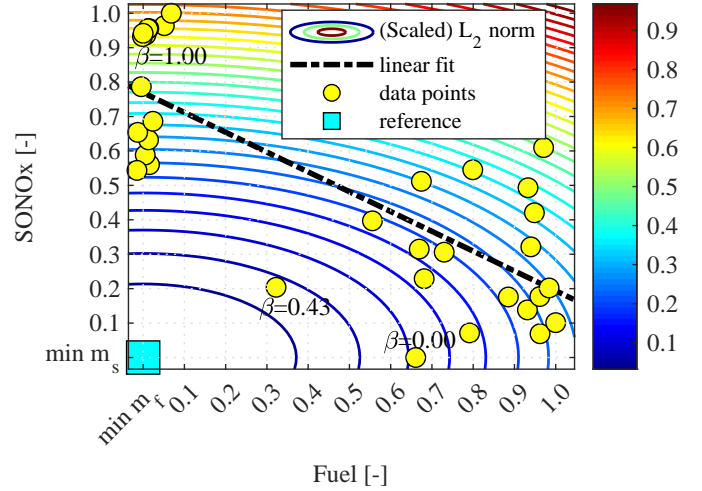 1.0
0.9
0.8
0.7
0.6
0.5
0.4
0.3
0.2
0.1
min m s
SONOx [-]
(Scaled) L2 norm
linear fit
data points
reference
β=1.00
β=0.43
β=0.00
min m f
0.1
0.2
0.3
0.4
0.5
0.6
0.7
0.8
0.9
1.0
Fuel [-]
0.9
0.8
0.7
0.6
0.5
0.4
0.3
0.2
0.1